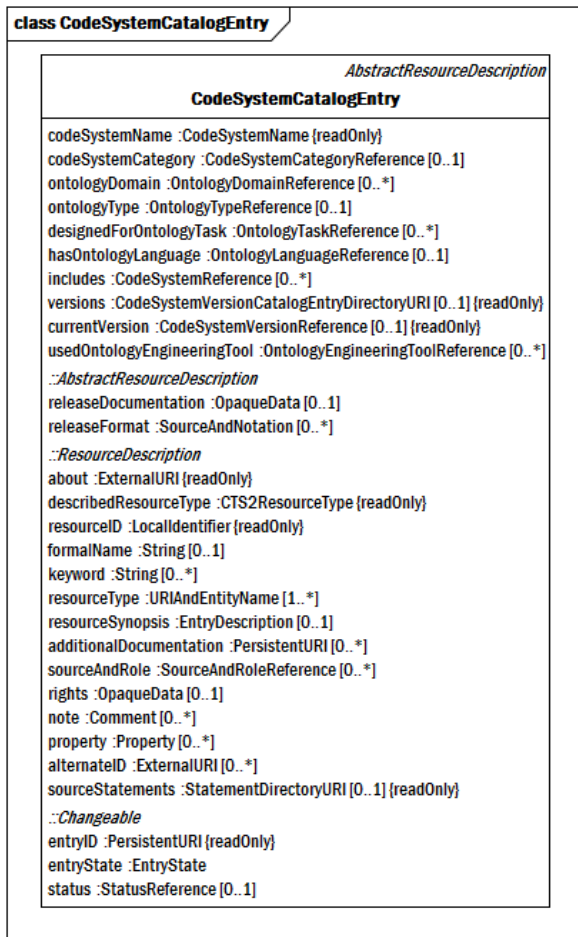 class CodeSystemCatalogEntry
AbstractResourceDescription
CodeSystemCatalogEntry
codeSystemName :CodeSystemName {readOnly}
codeSystemCategory :CodeSystemCategoryReference [0..1]
ontologyDomain :OntologyDomainReference [0..*]
ontologyType :OntologyTypeReference [0..1]
designedForOntologyTask :OntologyTaskReference [0..*]
hasOntologyLanguage :OntologyLanguageReference [0..1]
includes :CodeSystemReference [0..*]
versions :CodeSystemVersionCatalogEntryDirectoryURI [0..1] {readOnly}
currentVersion :CodeSystemVersionReference [0..1] {readOnly}
usedOntologyEngineeringTool :OntologyEngineeringToolReference [0..*]
::AbstractResourceDescription
releaseDocumentation :OpaqueData [0..1]
releaseFormat :SourceAndNotation [0..*]
::ResourceDescription
about :ExternalURI {readOnly}
describedResourceType :CTS2ResourceType {readOnly}
resourceID :LocalIdentifier {readOnly}
formalName :String [0..1]
keyword :String [0..*]
resourceType :URIAndEntityName [1..*]
resourceSynopsis :EntryDescription [0..1]
additionalDocumentation :PersistentURI [0..*]
sourceAndRole :SourceAndRoleReference [0..*]
rights :OpaqueData [0..1]
note :Comment [0..*]
property :Property [0..*]
alternateID :ExternalURI [0..*]
sourceStatements :StatementDirectoryURI [0..1] {readOnly}
::Changeable
entryID :PersistentURI {readOnly}
entryState :EntryState
status :StatusReference [0..1]